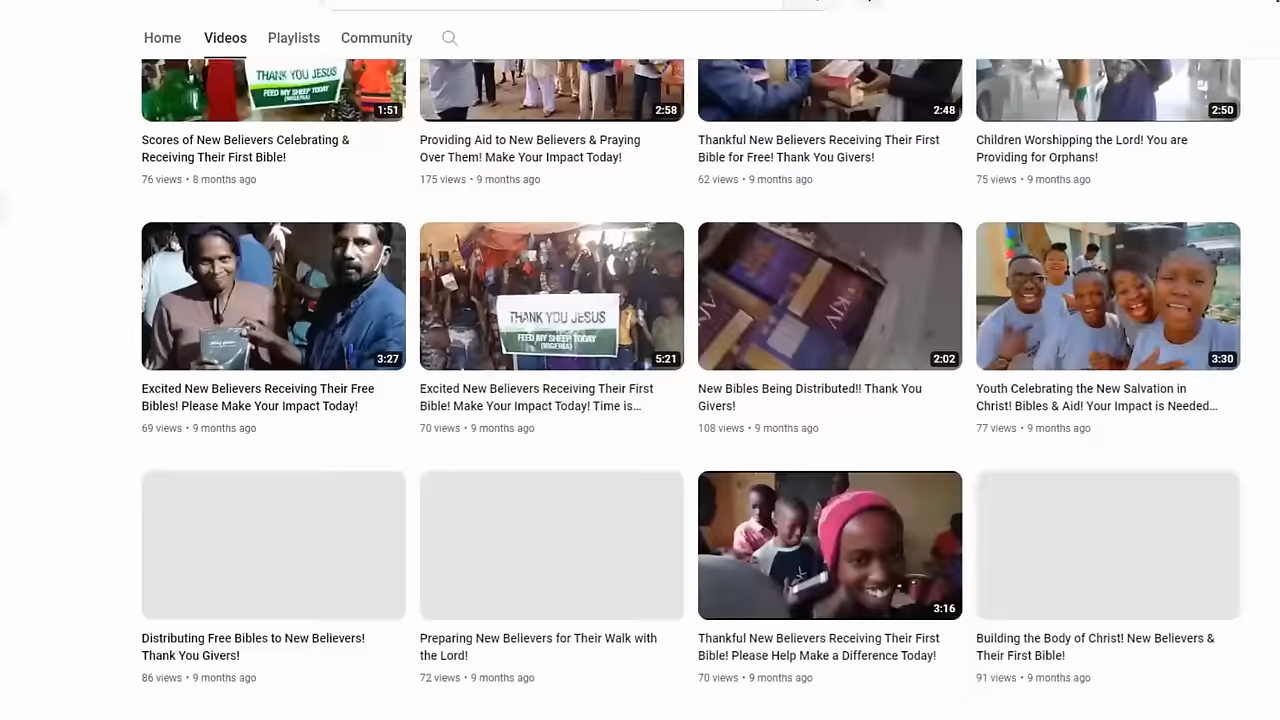 Home Videos Playlists Community
THANK YOU JESUS
FEED MY SHEEP TODAY
(NIGERIA)
1:51
2:58
2:48
2:50
Scores of New Believers Celebrating &
Receiving Their First Bible!
76 views • 8 months ago
Providing Aid to New Believers & Praying
Over Them! Make Your Impact Today!
175 views • 9 months ago
Thankful New Believers Receiving Their First
Bible for Free! Thank You Givers!
62 views • 9 months ago
Children Worshipping the Lord! You are
Providing for Orphans!
75 views • 9 months ago
3:27
THANK YOU JESUS
FEED MY SHEEP TODAY
(NIGERIA)
5:21
KJV
2:02
3:30
Excited New Believers Receiving Their Free
Bibles! Please Make Your Impact Today!
69 views • 9 months ago
Excited New Believers Receiving Their First
Bible! Make Your Impact Today! Time is...
70 views • 9 months ago
New Bibles Being Distributed!! Thank You
Givers!
108 views • 9 months ago
Youth Celebrating the New Salvation in
Christ! Bibles & Aid! Your Impact is Needed...
77 views • 9 months ago
3:16
Distributing Free Bibles to New Believers!
Thank You Givers!
86 views • 9 months ago
Preparing New Believers for Their Walk with
the Lord!
72 views • 9 months ago
Thankful New Believers Receiving Their First
Bible! Please Help Make a Difference Today!
70 views • 9 months ago
Building the Body of Christ! New Believers &
Their First Bible!
91 views • 9 months ago